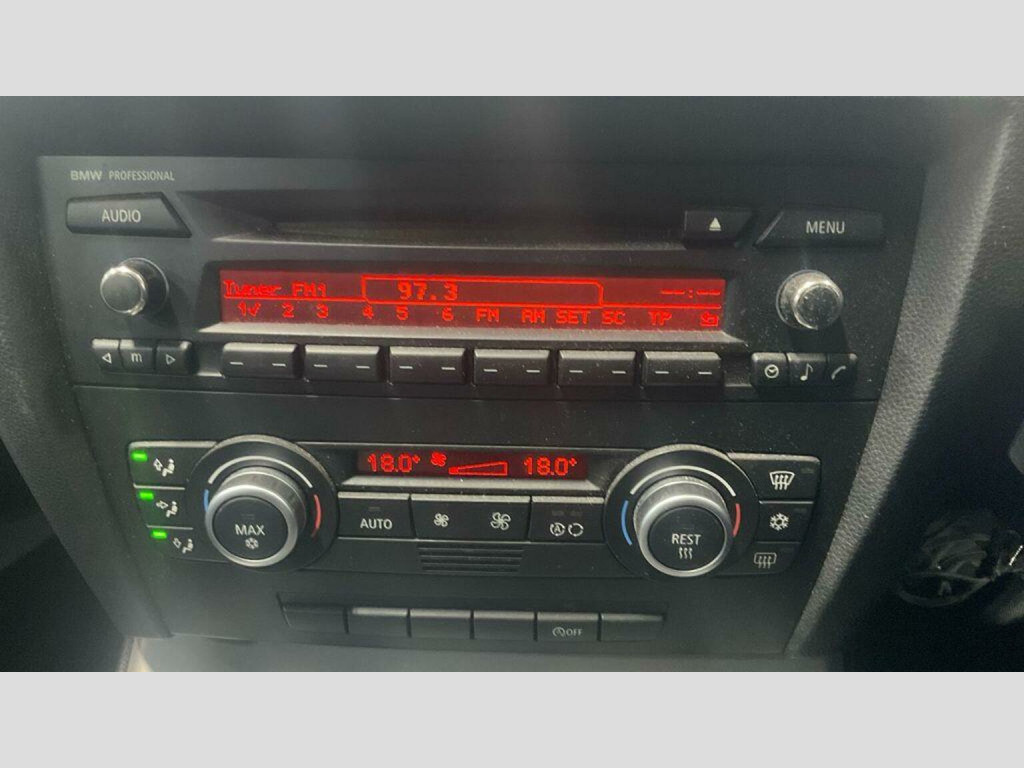 BMW PROFESSIONAL
AUDIO
MENU
Tuner FM1 97.3 --:--
1✓ 2 3 4 5 6 FM AM SET SC TP
m
18.0° 18.0°
MAX
AUTO
A
REST
OFF